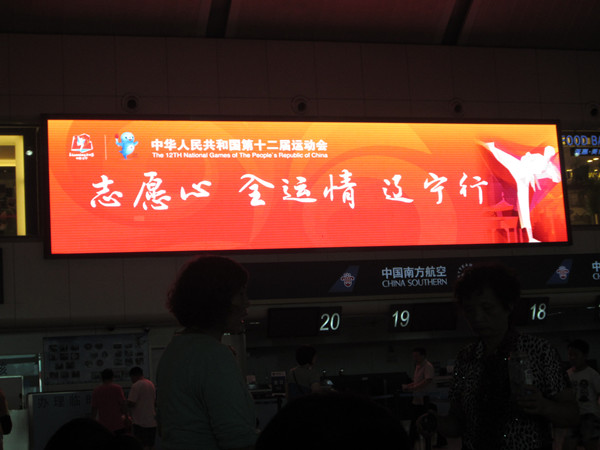 中华人民共和国第十二届运动会
The 12TH National Games of The People's Republic of China
志愿心 全运情 辽宁行
中国南方航空
CHINA SOUTHERN
20 19 18